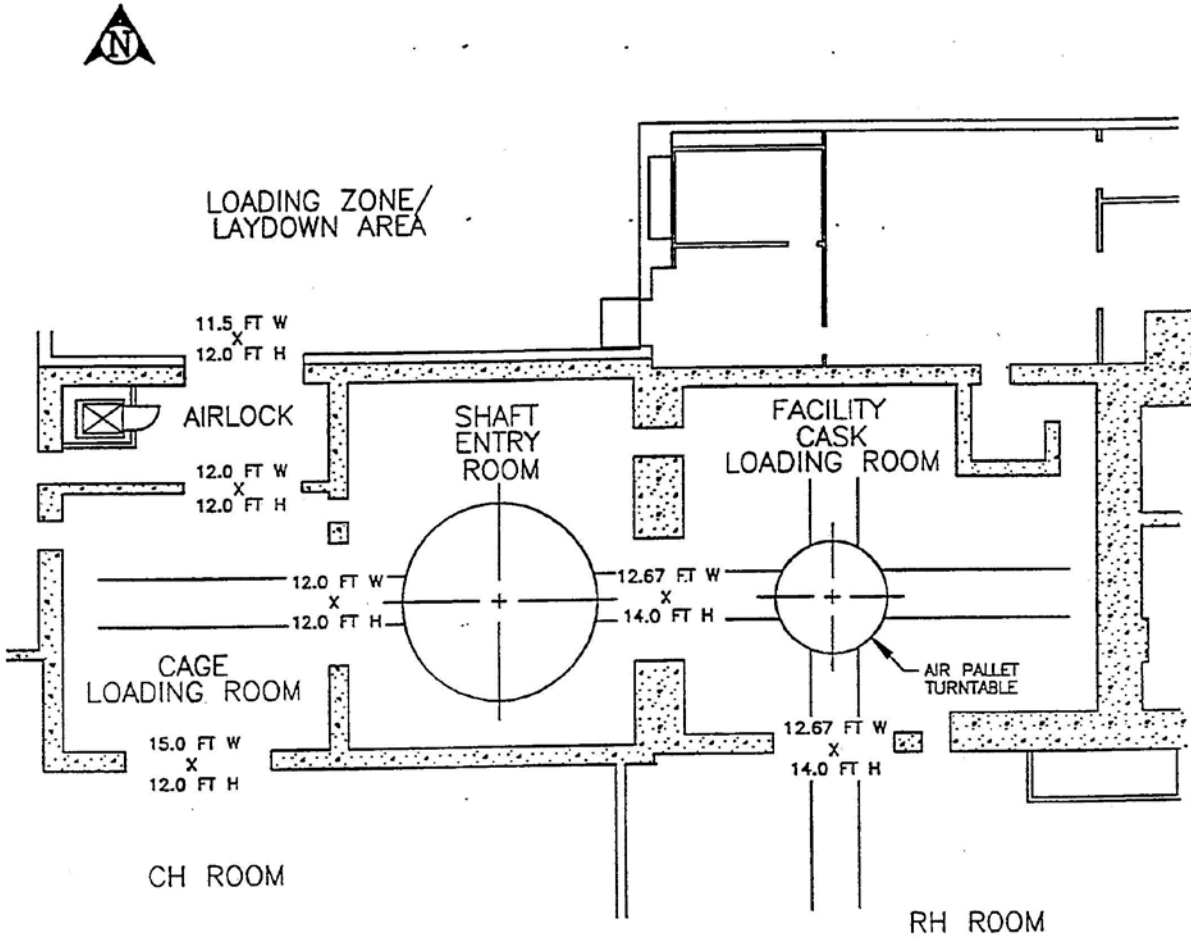 N
LOADING ZONE/
LAYDOWN AREA
11.5 FT W
X
12.0 FT H
AIRLOCK
SHAFT
ENTRY
ROOM
FACILITY
CASK
LOADING ROOM
12.0 FT W
X
12.0 FT H
12.0 FT W
X
12.0 FT H
12.67 FT W
X
14.0 FT H
CAGE
LOADING ROOM
AIR PALLET
TURNTABLE
15.0 FT W
X
12.0 FT H
12.67 FT W
X
14.0 FT H
CH ROOM
RH ROOM